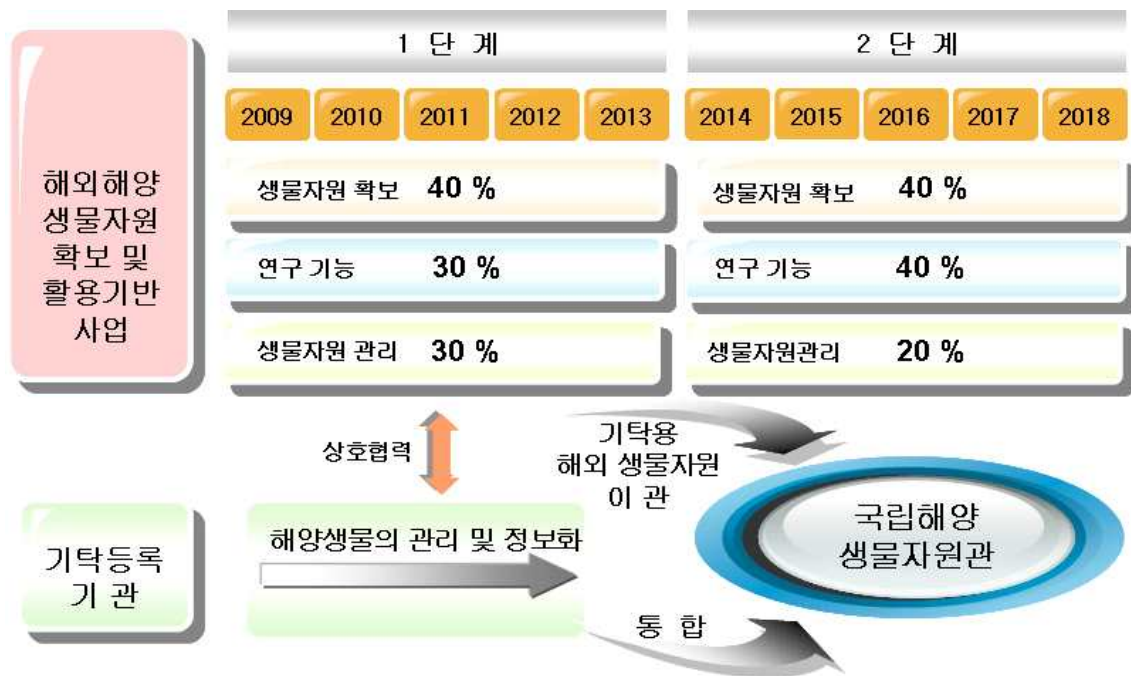 1 단 계
2 단 계
2009 2010 2011 2012 2013 2014 2015 2016 2017 2018
해외해양
생물자원
확보 및
활용기반
사업
생물자원 확보 40 %
생물자원 확보 40 %
연구 기능 30 %
연구 기능 40 %
생물자원 관리 30 %
생물자원관리 20 %
상호협력
기탁용
해외 생물자원
이 관
기탁등록
기 관
해양생물의 관리 및 정보화
국립해양
생물자원관
통 합